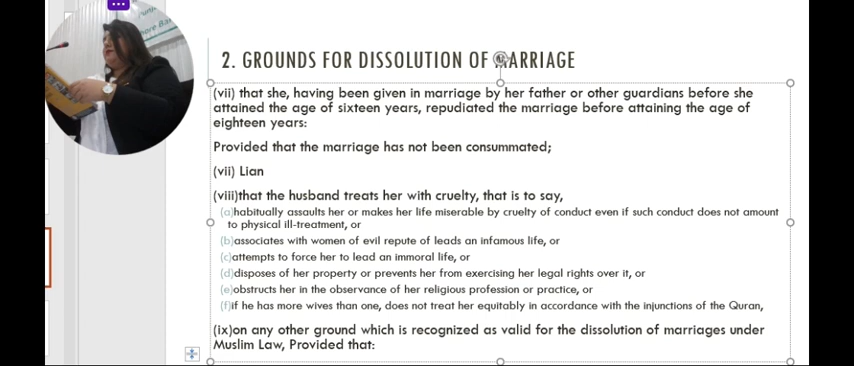 2. GROUNDS FOR DISSOLUTION OF MARRIAGE
(vii) that she, having been given in marriage by her father or other guardians before she
attained the age of sixteen years, repudiated the marriage before attaining the age of
eighteen years:
Provided that the marriage has not been consummated;
(vii) Lian
(viii)that the husband treats her with cruelty, that is to say,
(a)habitually assaults her or makes her life miserable by cruelty of conduct even if such conduct does not amount
to physical ill-treatment, or
(b)associates with women of evil repute of leads an infamous life, or
(c)attempts to force her to lead an immoral life, or
(d)disposes of her property or prevents her from exercising her legal rights over it, or
(e)obstructs her in the observance of her religious profession or practice, or
(f)if he has more wives than one, does not treat her equitably in accordance with the injunctions of the Quran,
(ix)on any other ground which is recognized as valid for the dissolution of marriages under
Muslim Law, Provided that: